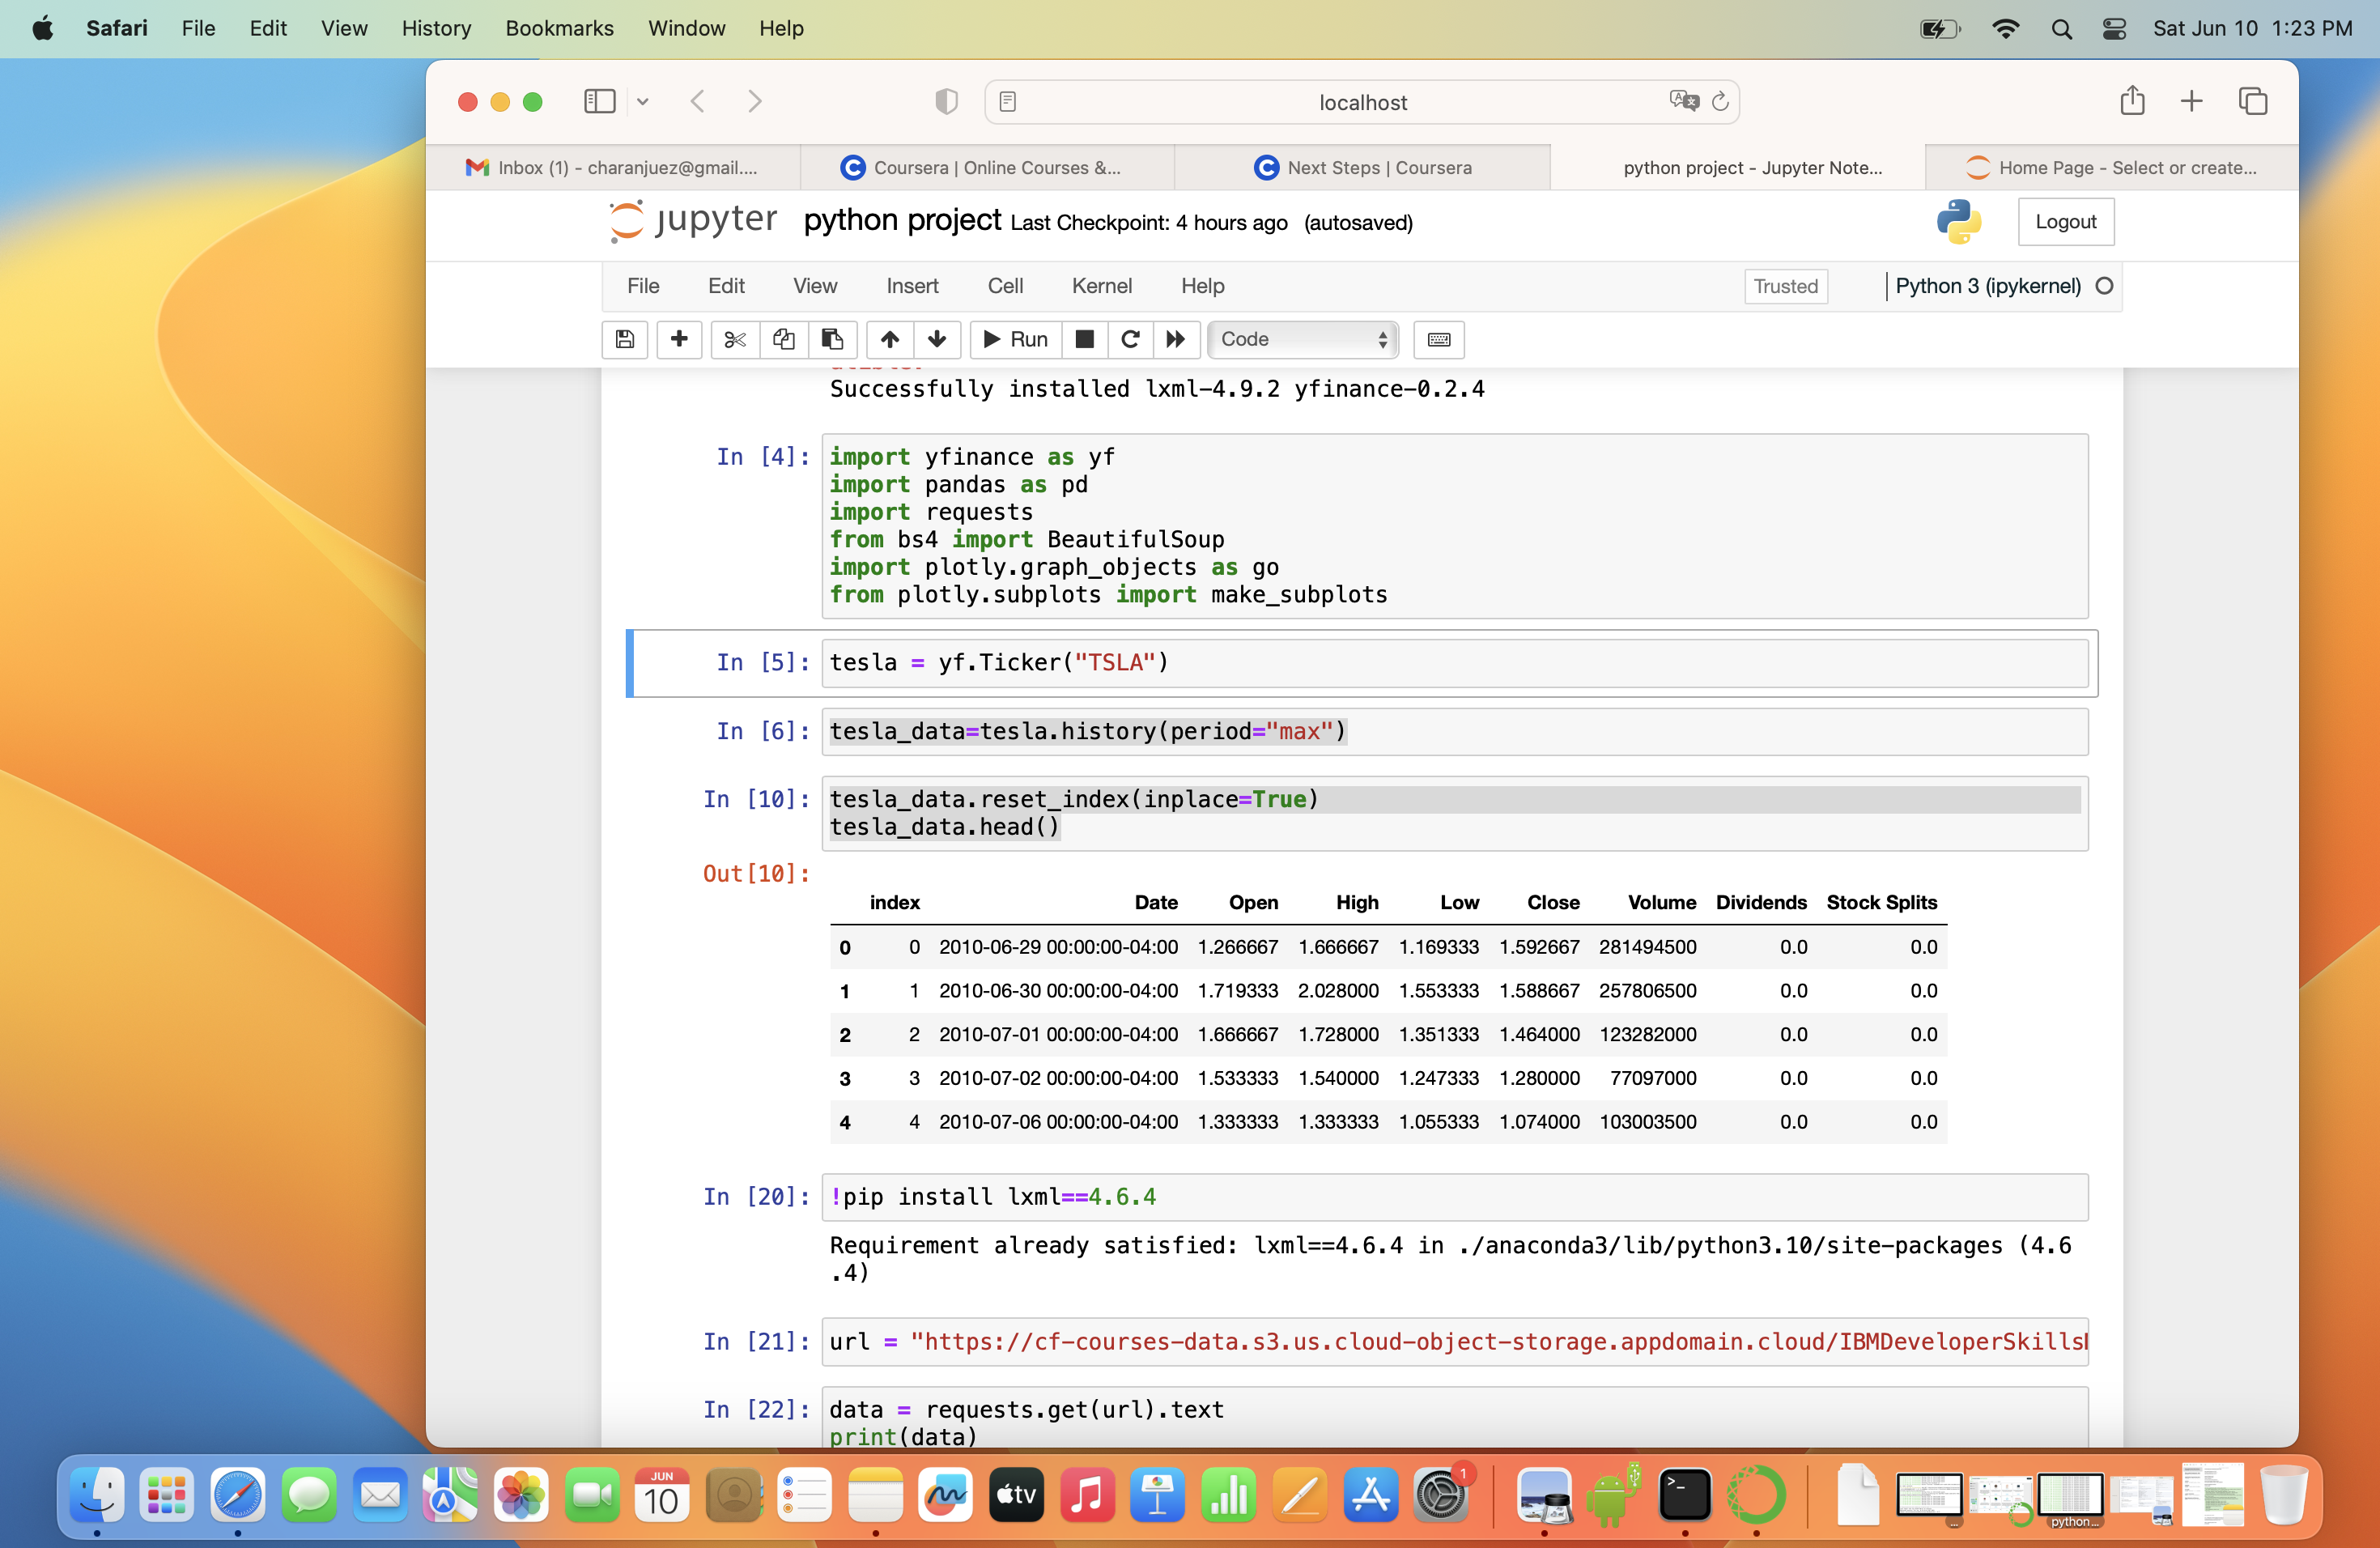 Safari File Edit View History Bookmarks Window Help Sat Jun 10 1:23 PM
localhost
Inbox (1) - charanjuez@gmail....
Coursera | Online Courses &...
Next Steps | Coursera
python project - Jupyter Note...
Home Page - Select or create...
jupyter python project Last Checkpoint: 4 hours ago (autosaved) Logout
File Edit View Insert Cell Kernel Help Trusted Python 3 (ipykernel)
Run Code
Successfully installed lxml-4.9.2 yfinance-0.2.4
In [4]: import yfinance as yf
import pandas as pd
import requests
from bs4 import BeautifulSoup
import plotly.graph_objects as go
from plotly.subplots import make_subplots
In [5]: tesla = yf.Ticker("TSLA")
In [6]: tesla_data=tesla.history(period="max")
In [10]: tesla_data.reset_index(inplace=True)
tesla_data.head()
Out[10]:
index Date Open High Low Close Volume Dividends Stock Splits
0 0 2010-06-29 00:00:00-04:00 1.266667 1.666667 1.169333 1.592667 281494500 0.0 0.0
1 1 2010-06-30 00:00:00-04:00 1.719333 2.028000 1.553333 1.588667 257806500 0.0 0.0
2 2 2010-07-01 00:00:00-04:00 1.666667 1.728000 1.351333 1.464000 123282000 0.0 0.0
3 3 2010-07-02 00:00:00-04:00 1.533333 1.540000 1.247333 1.280000 77097000 0.0 0.0
4 4 2010-07-06 00:00:00-04:00 1.333333 1.333333 1.055333 1.074000 103003500 0.0 0.0
In [20]: !pip install lxml==4.6.4
Requirement already satisfied: lxml==4.6.4 in ./anaconda3/lib/python3.10/site-packages (4.6
.4)
In [21]: url = "https://cf-courses-data.s3.us.cloud-object-storage.appdomain.cloud/IBMDeveloperSkills
In [22]: data = requests.get(url).text
print(data)
JUN
10
tv
1
python...